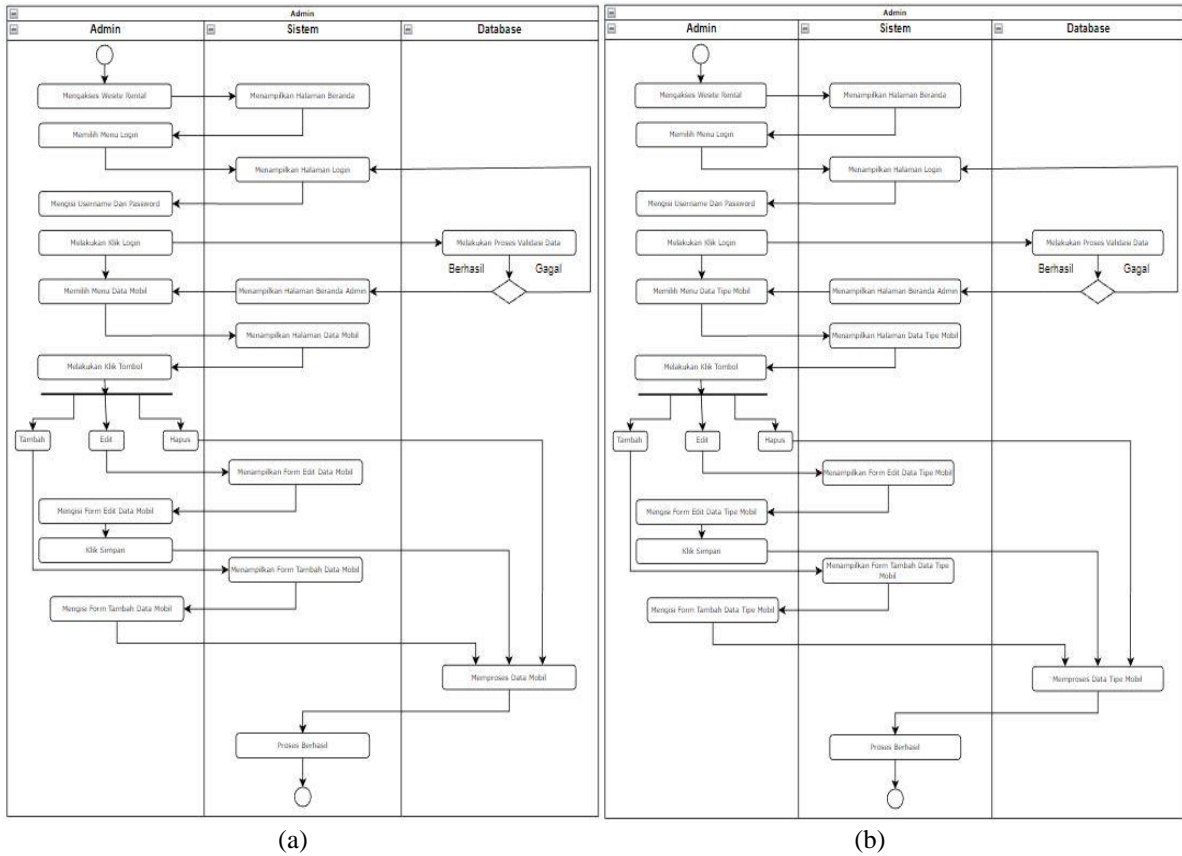 Admin
Admin
Sistem
Database
Mengakses Wesite Rental
Menampilkan Halaman Beranda
Memilih Menu Login
Menampilkan Halaman Login
Mengisi Username Dan Password
Melakukan Klik Login
Melakukan Proses Validasi Data
Berhasil
Gagal
Memilih Menu Data Mobil
Menampilkan Halaman Beranda Admin
Menampilkan Halaman Data Mobil
Melakukan Klik Tombol
Tambah
Edit
Hapus
Menampilkan Form Edit Data Mobil
Mengisi Form Edit Data Mobil
Klik Simpan
Menampilkan Form Tambah Data Mobil
Mengisi Form Tambah Data Mobil
Memproses Data Mobil
Proses Berhasil
(a)
Admin
Admin
Sistem
Database
Mengakses Wesite Rental
Menampilkan Halaman Beranda
Memilih Menu Login
Menampilkan Halaman Login
Mengisi Username Dan Password
Melakukan Klik Login
Melakukan Proses Validasi Data
Berhasil
Gagal
Memilih Menu Data Tipe Mobil
Menampilkan Halaman Beranda Admin
Menampilkan Halaman Data Tipe Mobil
Melakukan Klik Tombol
Tambah
Edit
Hapus
Menampilkan Form Edit Data Tipe Mobil
Mengisi Form Edit Data Tipe Mobil
Klik Simpan
Menampilkan Form Tambah Data Tipe
Mobil
Mengisi Form Tambah Data Tipe Mobil
Memproses Data Tipe Mobil
Proses Berhasil
(b)